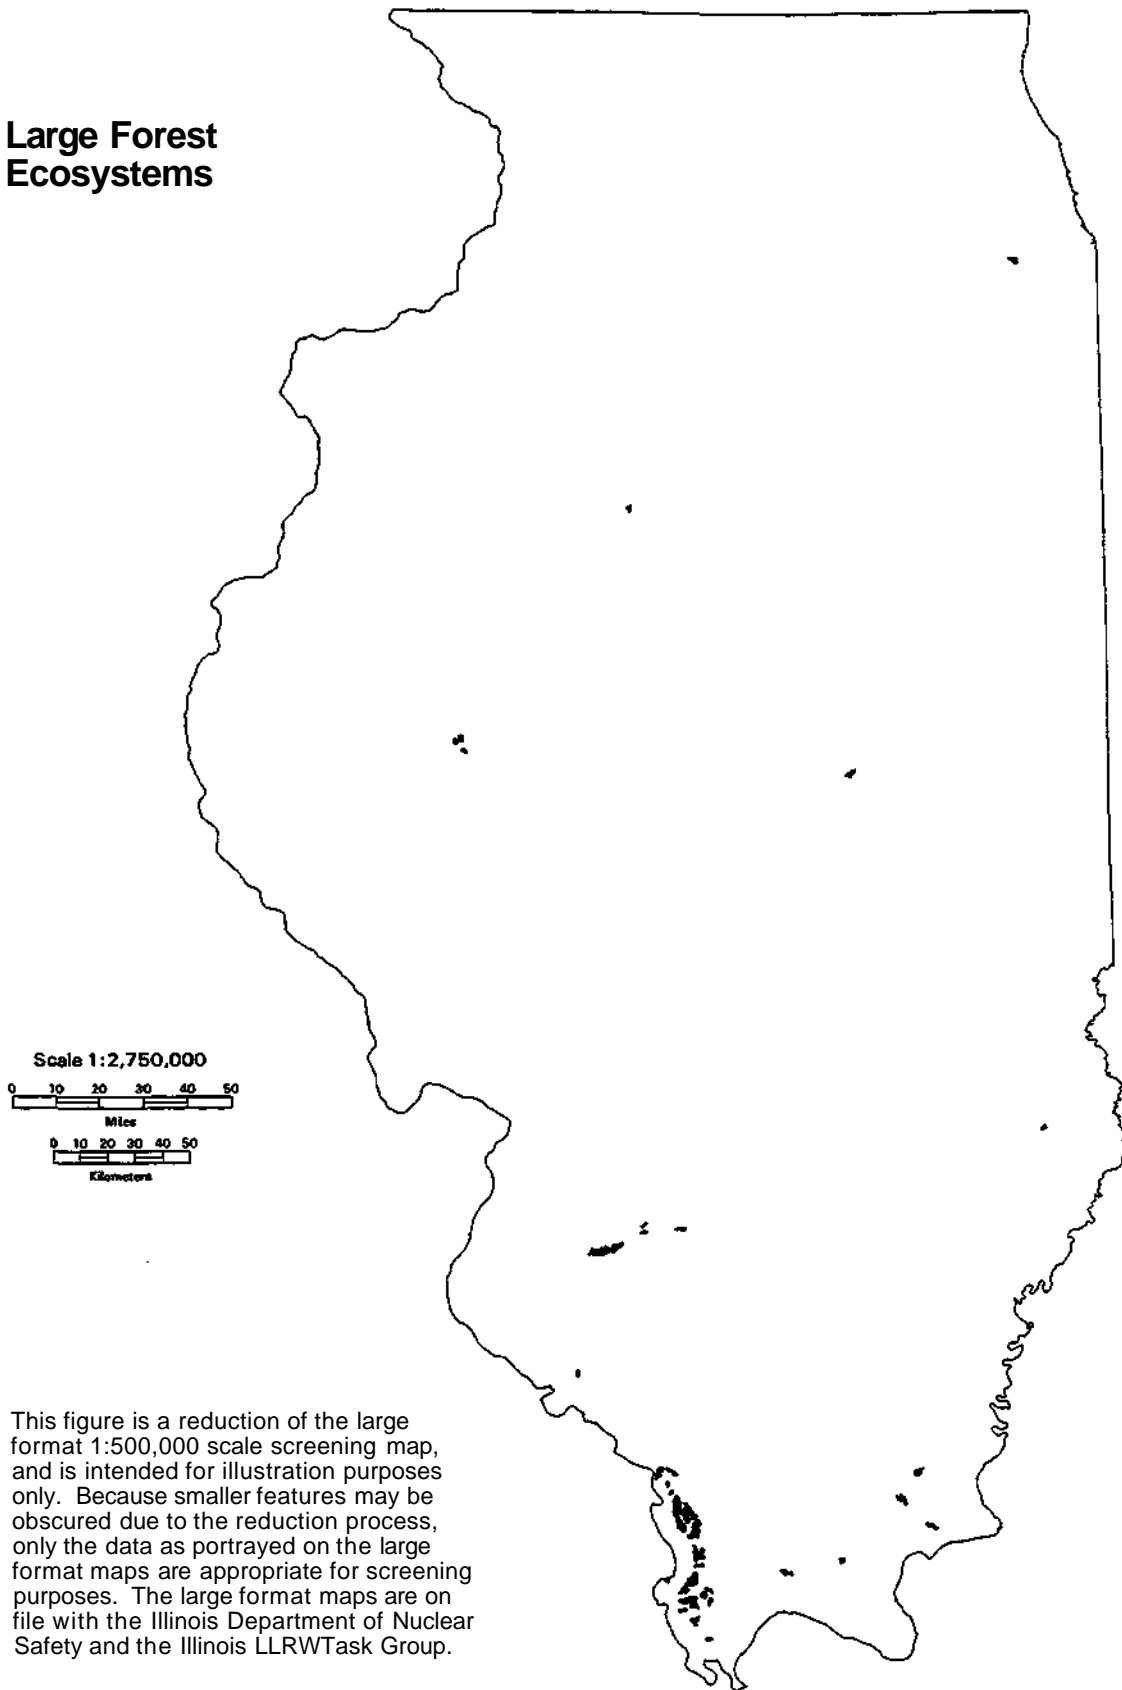 Large Forest
Ecosystems
Scale 1:2,750,000
0 10 20 30 40 50
Miles
0 10 20 30 40 50
Kilometers
This figure is a reduction of the large
format 1:500,000 scale screening map,
and is intended for illustration purposes
only. Because smaller features may be
obscured due to the reduction process,
only the data as portrayed on the large
format maps are appropriate for screening
purposes. The large format maps are on
file with the Illinois Department of Nuclear
Safety and the Illinois LLRWTask Group.